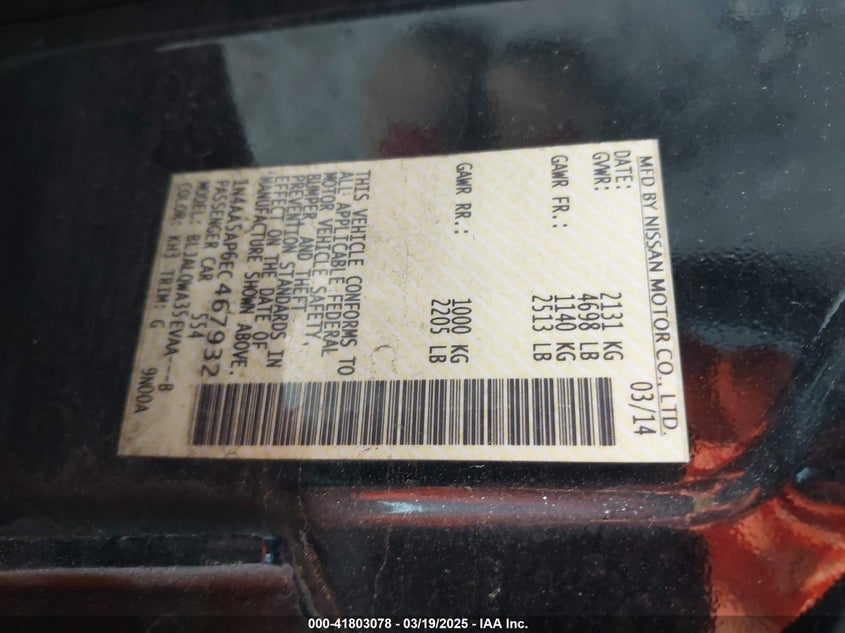 MFD BY NISSAN MOTOR CO., LTD.
DATE: 03/14
GVWR: 2131 KG
4698 LB
GAWR FR.: 1140 KG
2513 LB
GAWR RR.: 1000 KG
2205 LB
THIS VEHICLE CONFORMS TO
ALL APPLICABLE FEDERAL
MOTOR VEHICLE SAFETY,
BUMPER, AND THEFT
PREVENTION STANDARDS IN
EFFECT ON THE DATE OF
MANUFACTURE SHOWN ABOVE.
1N4AA5AP6EC467932
PASSENGER CAR 554
MODEL: BLJALQWA35EVAA---B
COLOR: KH3 TRIM: G 9N00A
000-41803078 - 03/19/2025 - IAA Inc.